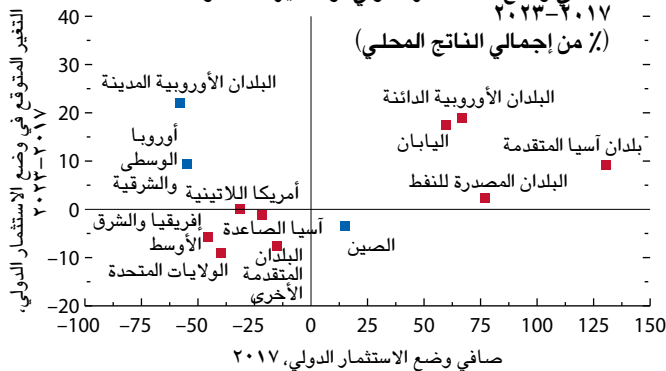 ٢٠١٧–٢٠٢٣
(٪ من إجمالي الناتج المحلي)
التغير المتوقع في وضع الاستثمار الدولي،
٢٠١٧–٢٠٢٣
40
30
20
10
0
–10
–20
البلدان الأوروبية المدينة
أوروبا
الوسطى
والشرقية
البلدان الأوروبية الدائنة
اليابان
بلدان آسيا المتقدمة
البلدان المصدرة للنفط
أمريكا اللاتينية
إفريقيا والشرق
الأوسط
آسيا الصاعدة
الولايات المتحدة
البلدان
المتقدمة
الأخرى
الصين
–100 –75 –50 –25 0 25 50 75 100 125 150
صافي وضع الاستثمار الدولي، ٢٠١٧